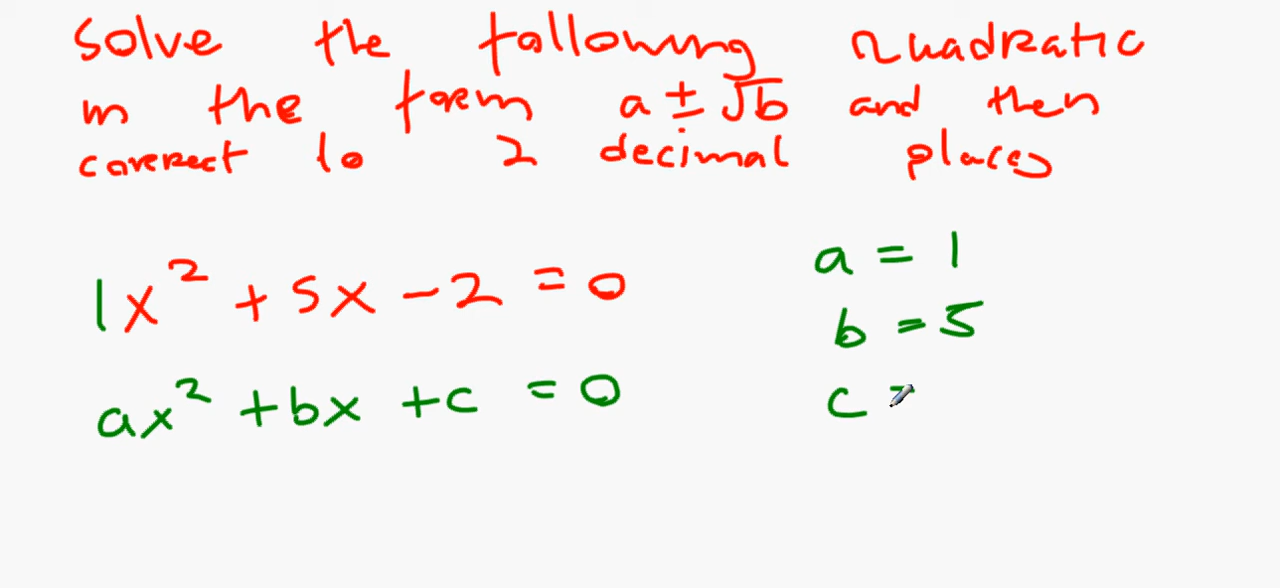 Solve the following quadratic
in the form a ± √b and then
correct to 2 decimal places
1x² + 5x - 2 = 0
ax² + bx + c = 0
a = 1
b = 5
c =